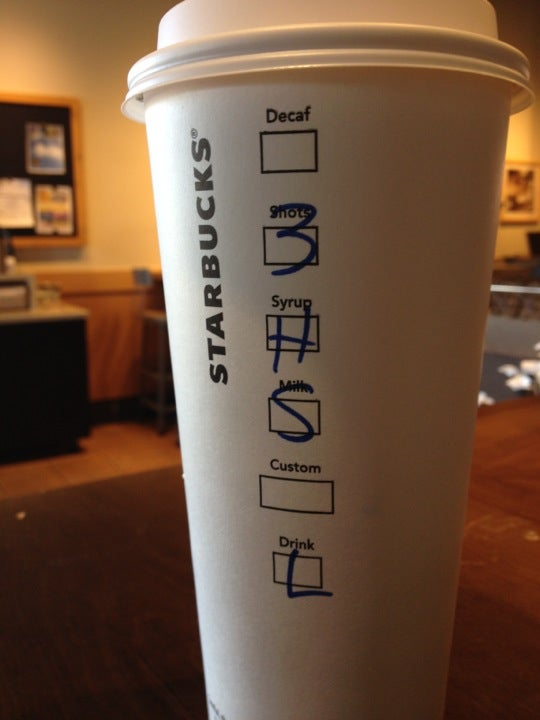 STARBUCKS®
Decaf
Shots
3
Syrup
H
Milk
S
Custom
Drink
L